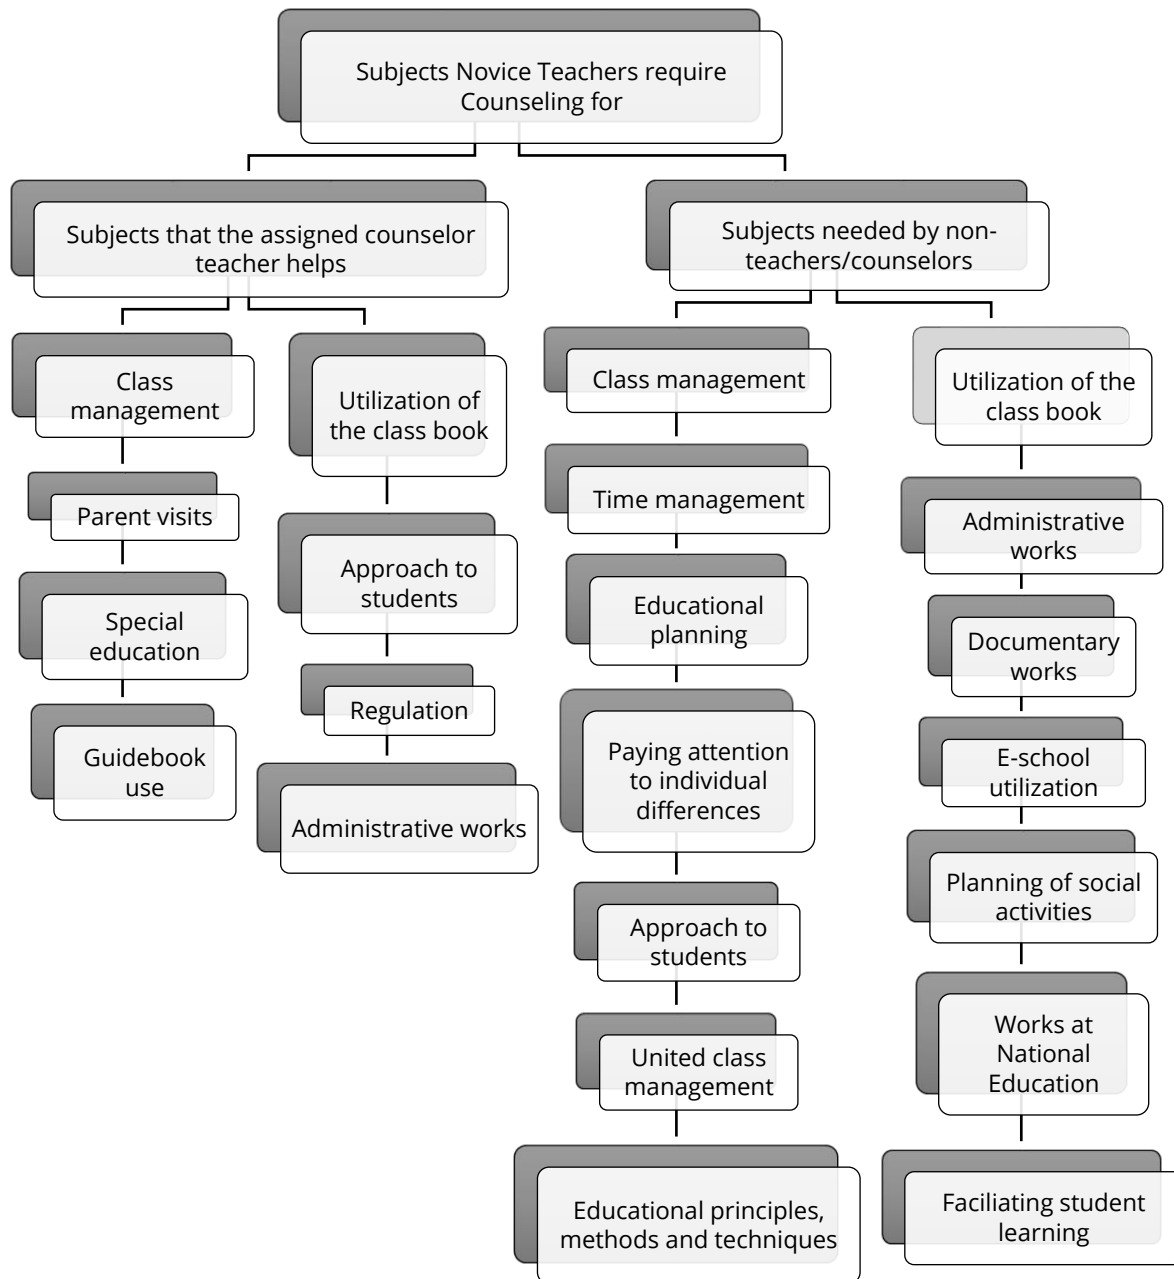 Subjects Novice Teachers require
Counseling for
Subjects that the assigned counselor
teacher helps
Subjects needed by non-
teachers/counselors
Class
management
Parent visits
Special
education
Guidebook
use
Utilization of
the class book
Approach to
students
Regulation
Administrative works
Class management
Time management
Educational
planning
Paying attention
to individual
differences
Approach to
students
United class
management
Educational principles,
methods and techniques
Utilization of the
class book
Administrative
works
Documentary
works
E-school
utilization
Planning of social
activities
Works at
National
Education
Faciliating student
learning